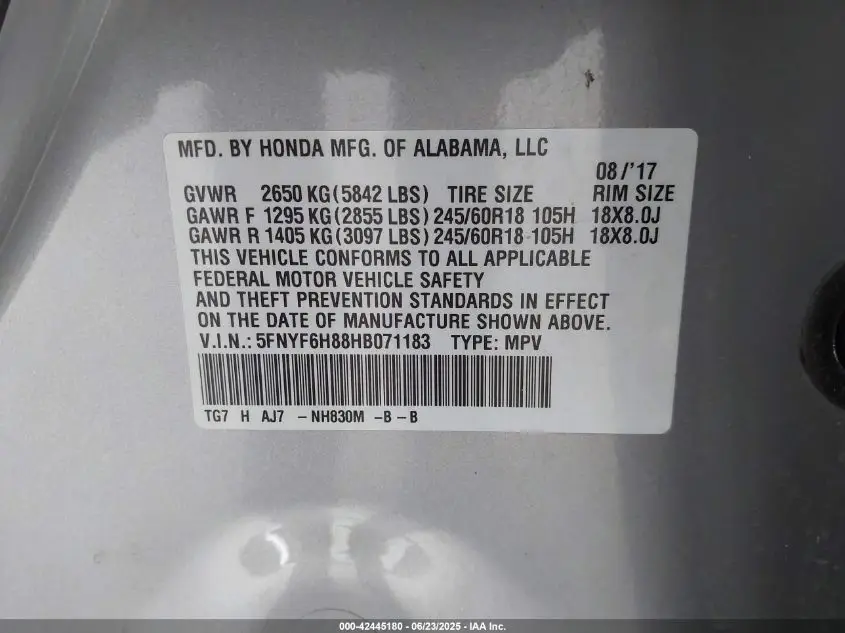 MFD. BY HONDA MFG. OF ALABAMA, LLC
08/'17
GVWR 2650 KG(5842 LBS) TIRE SIZE RIM SIZE
GAWR F 1295 KG(2855 LBS) 245/60R18 105H 18X8.0J
GAWR R 1405 KG(3097 LBS) 245/60R18 105H 18X8.0J
THIS VEHICLE CONFORMS TO ALL APPLICABLE
FEDERAL MOTOR VEHICLE SAFETY
AND THEFT PREVENTION STANDARDS IN EFFECT
ON THE DATE OF MANUFACTURE SHOWN ABOVE.
V.I.N.: 5FNYF6H88HB071183 TYPE: MPV
TG7 H AJ7 -NH830M -B-B
000-42445180 - 06/23/2025 - IAA Inc.